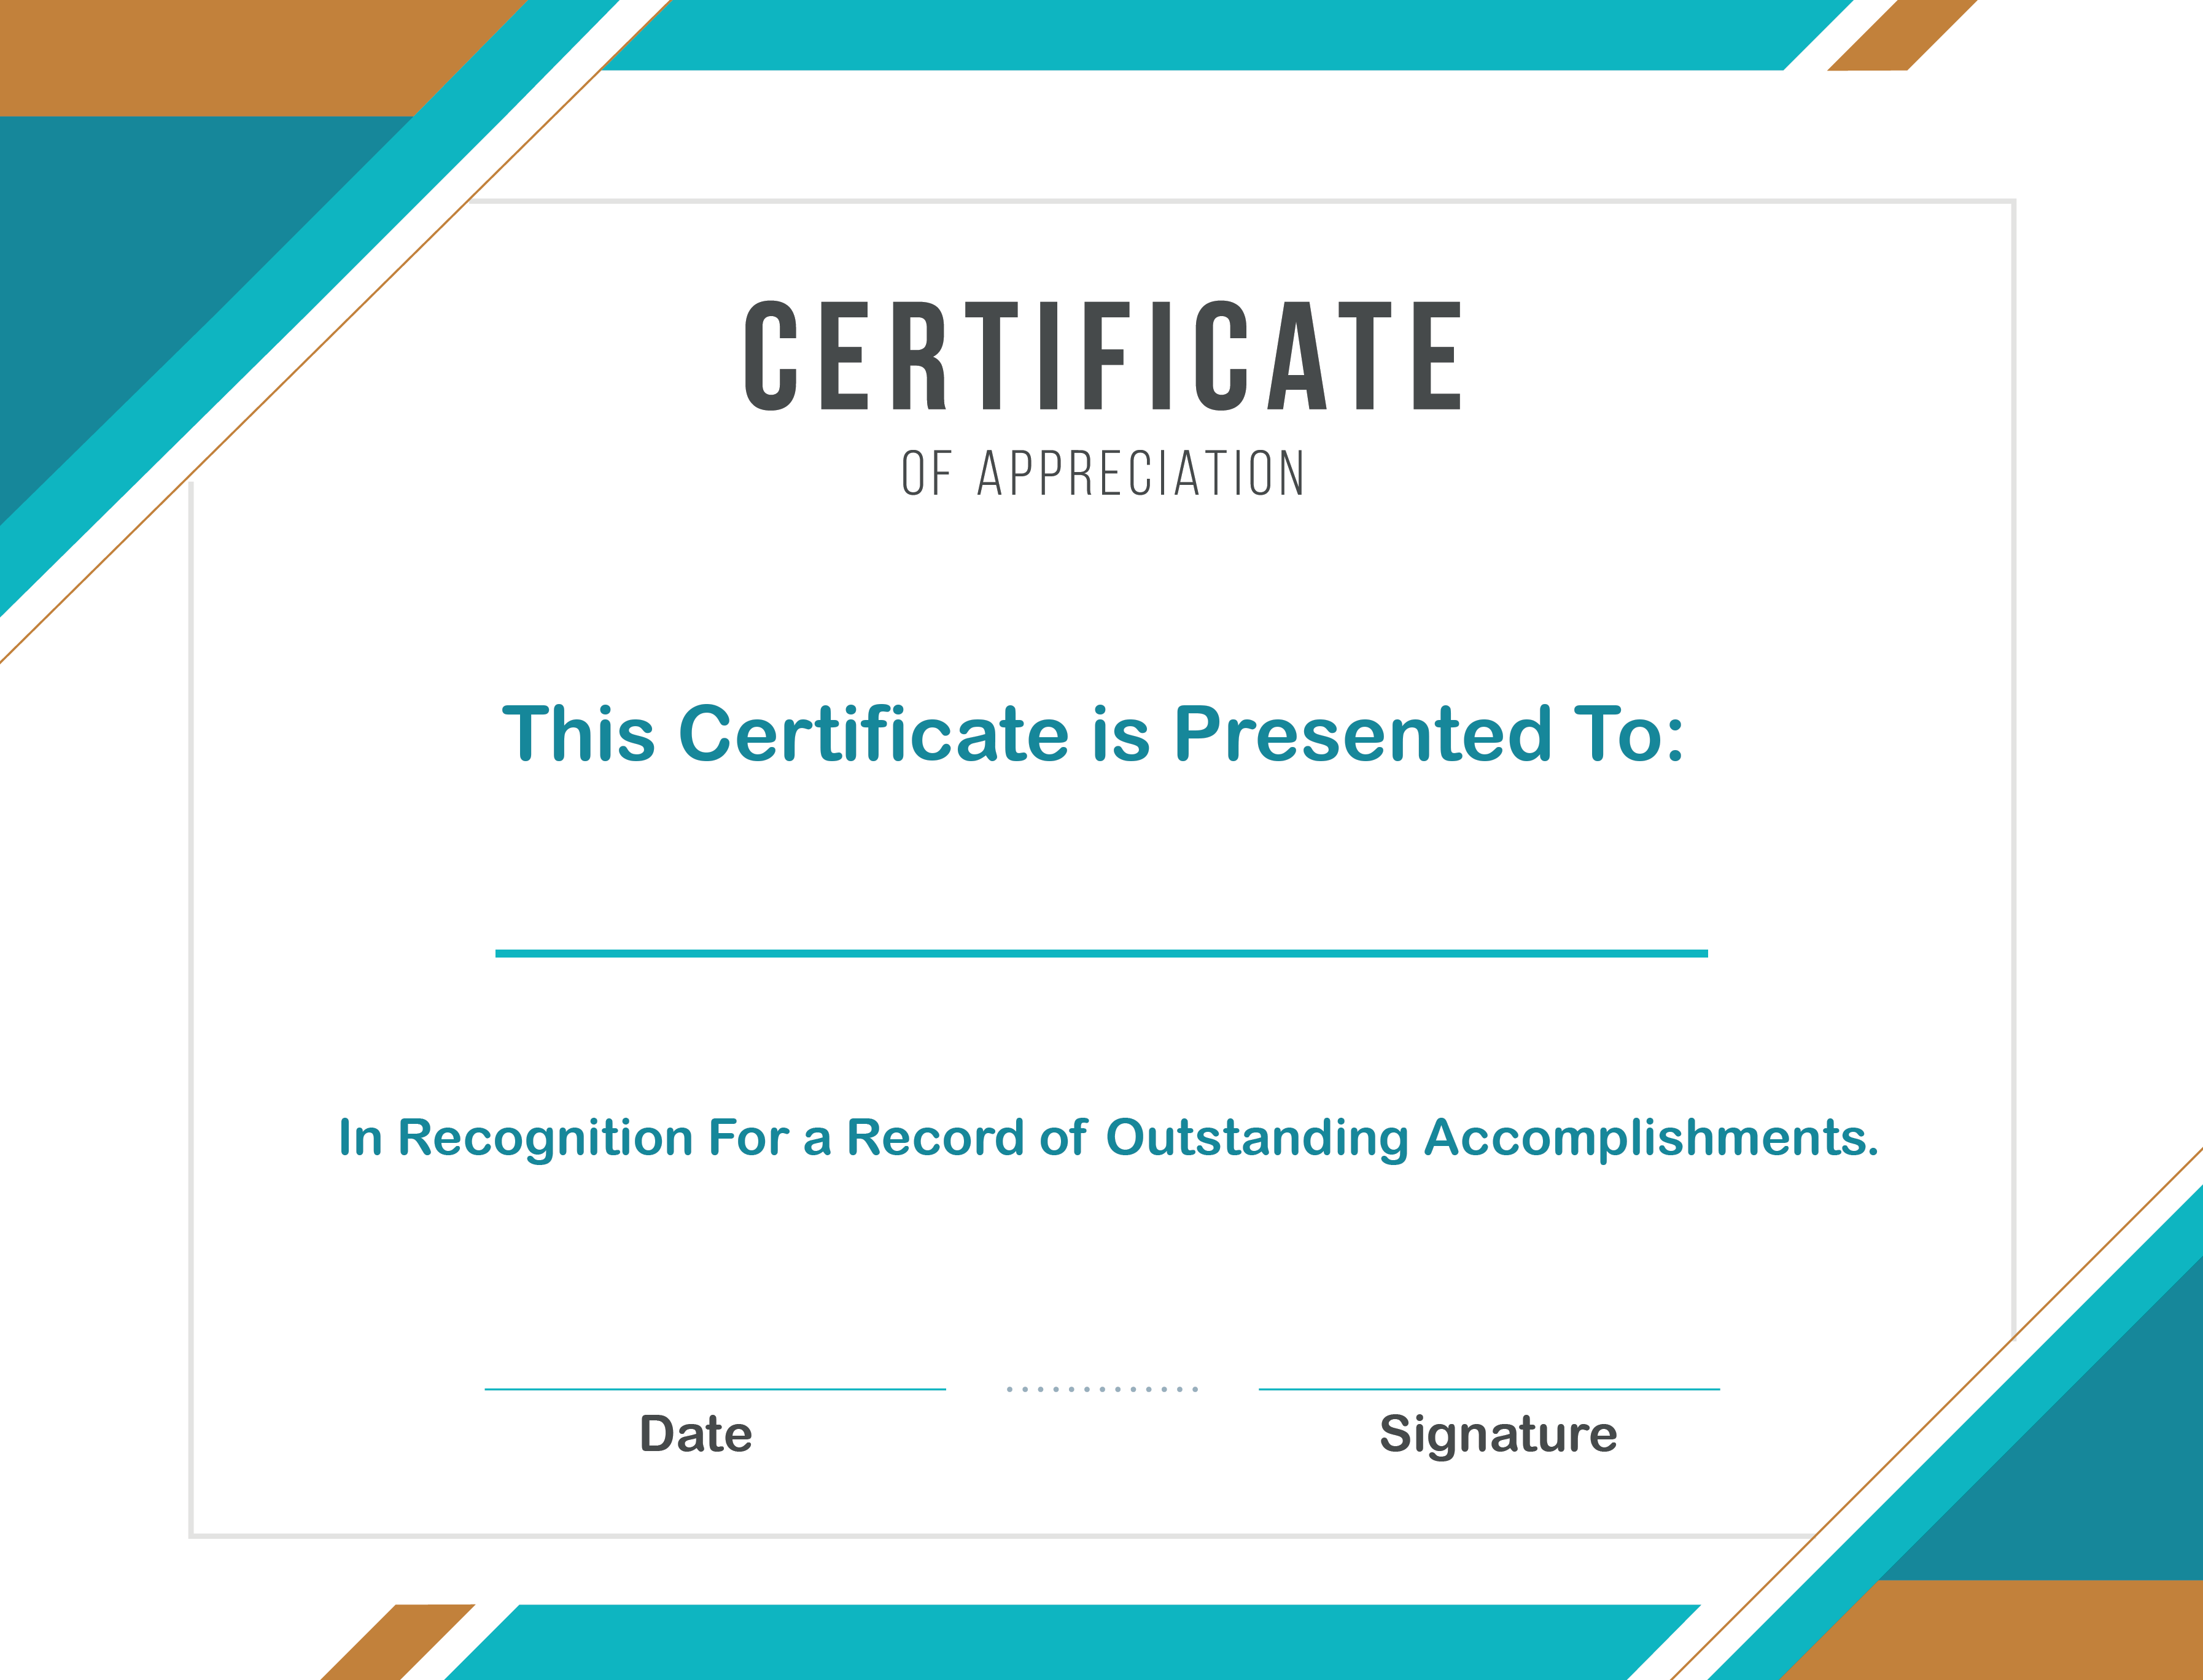 CERTIFICATE
OF APPRECIATION
This Certificate is Presented To:
In Recognition For a Record of Outstanding Accomplishments.
Date
Signature